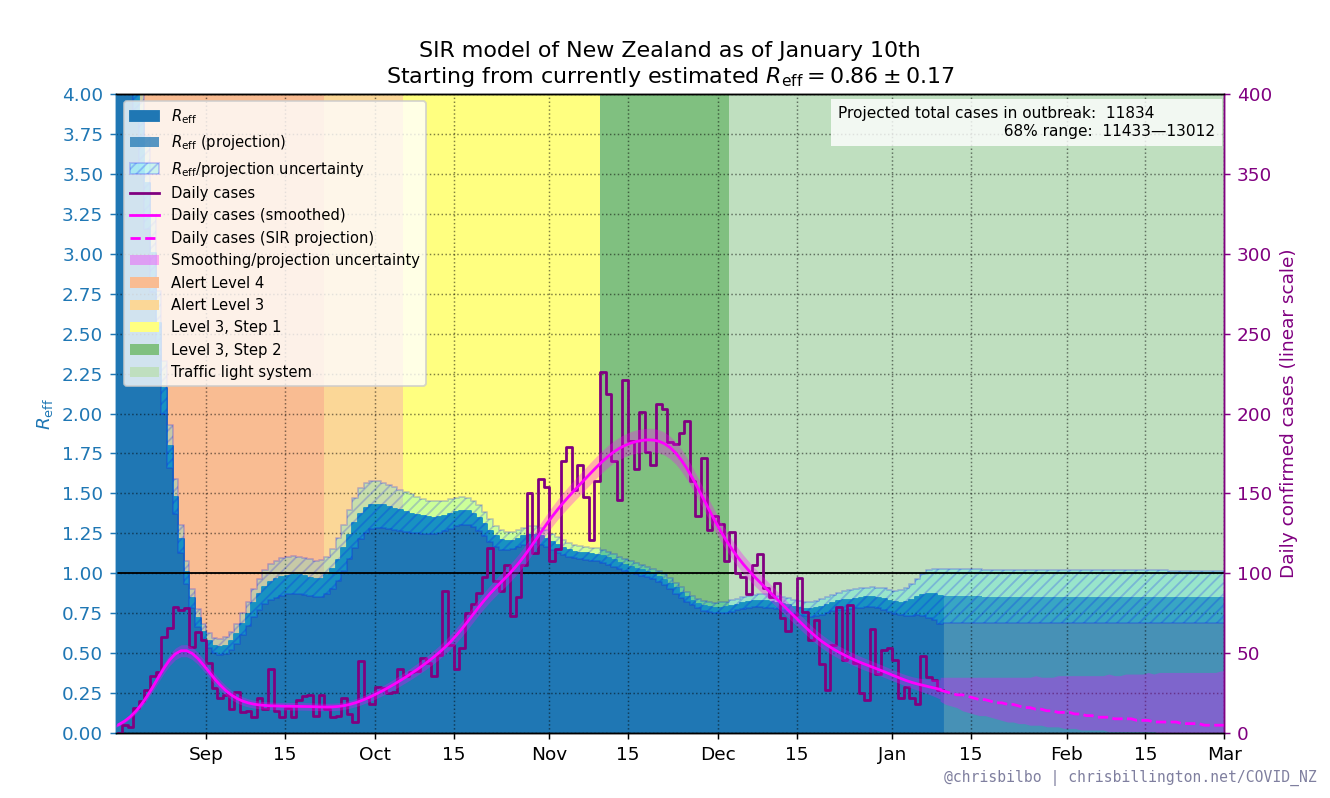 SIR model of New Zealand as of January 10th
Starting from currently estimated R_eff = 0.86 ± 0.17
Projected total cases in outbreak: 11834
68% range: 11433—13012
R_eff
R_eff (projection)
R_eff/projection uncertainty
Daily cases
Daily cases (smoothed)
Daily cases (SIR projection)
Smoothing/projection uncertainty
Alert Level 4
Alert Level 3
Level 3, Step 1
Level 3, Step 2
Traffic light system
4.00
3.75
3.50
3.25
3.00
2.75
2.50
2.25
2.00
1.75
1.50
1.25
1.00
0.75
0.50
0.25
0.00
R_eff
400
350
300
250
200
150
100
50
0
Daily confirmed cases (linear scale)
Sep 15 Oct 15 Nov 15 Dec 15 Jan 15 Feb 15 Mar
@chrisbilbo | chrisbillington.net/COVID_NZ